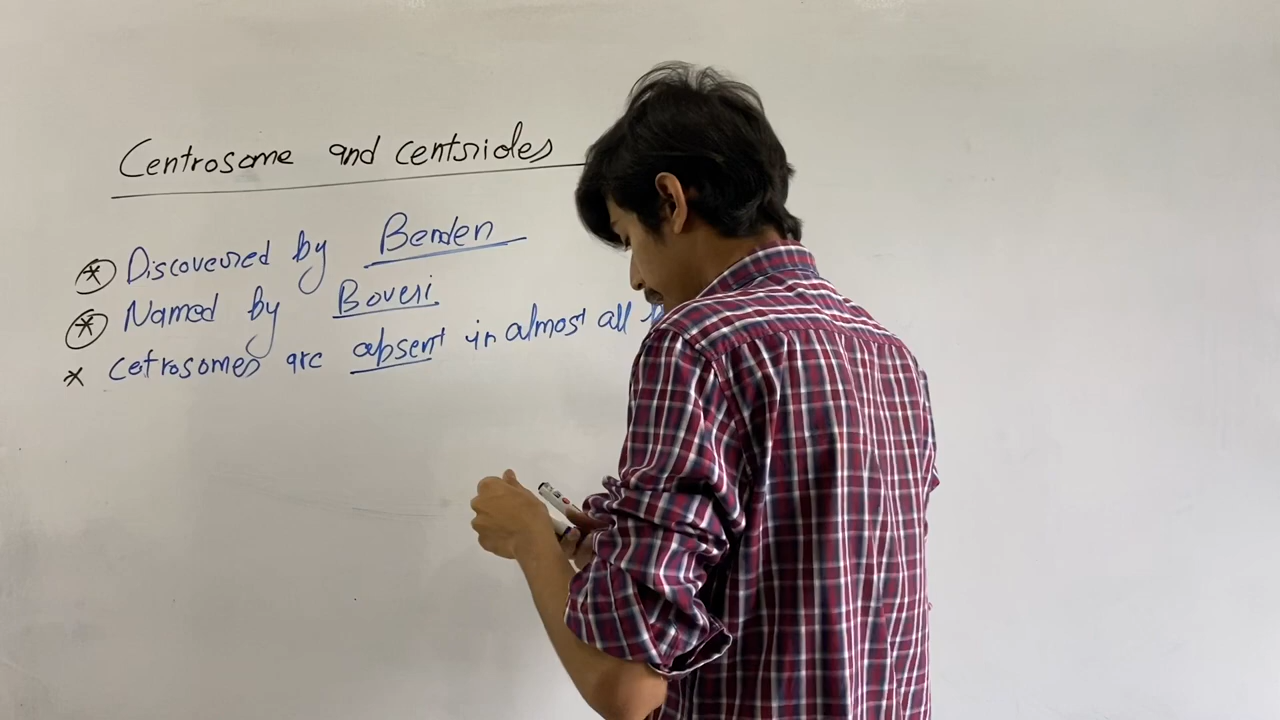 Centrosome and centrioles
* Discovered by Benden
* Named by Boveri
* cetrosomes are absent in almost all